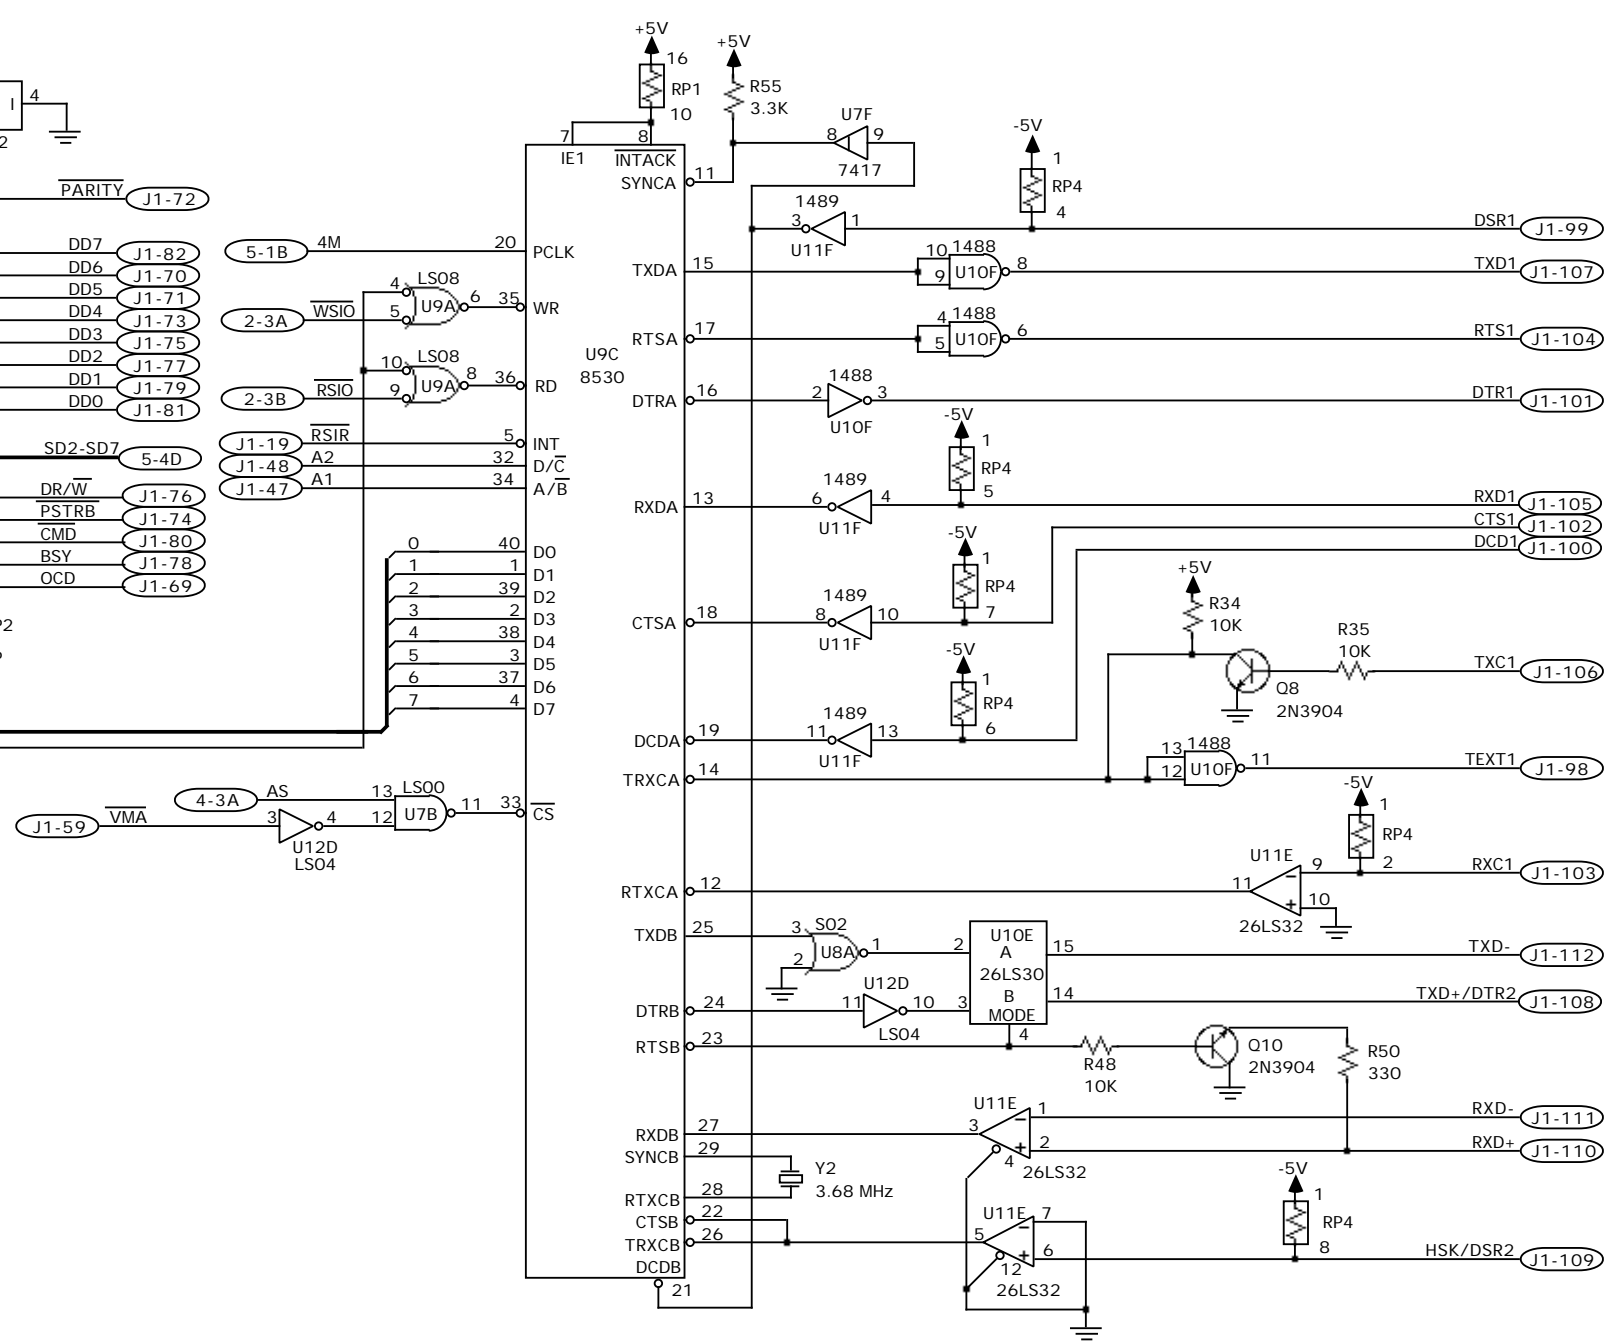 +5V
16
RP1
10
+5V
R55
3.3K
I
4
2
7
8
IE1
INTACK
SYNCA
11
U7F
8
9
7417
-5V
1
RP4
4
PARITY
J1-72
1489
3
1
U11F
DSR1
J1-99
DD7
J1-82
DD6
J1-70
DD5
J1-71
DD4
J1-73
DD3
J1-75
DD2
J1-77
DD1
J1-79
DD0
J1-81
5-1B
4M
20
PCLK
TXDA
15
10
9
1488
U10F
8
TXD1
J1-107
LS08
4
5
U9A
6
35
WR
2-3A
WSIO
RTSA
17
4
5
1488
U10F
6
RTS1
J1-104
U9C
8530
LS08
10
9
U9A
8
36
RD
2-3B
RSIO
DTRA
16
2
1488
3
U10F
DTR1
J1-101
SD2-SD7
5-4D
J1-19
RSIR
5
INT
J1-48
A2
32
D/C
J1-47
A1
34
A/B
-5V
1
RP4
5
RXDA
13
1489
6
4
U11F
RXD1
J1-105
CTS1
J1-102
DCD1
J1-100
DR/W
J1-76
PSTRB
J1-74
CMD
J1-80
BSY
J1-78
OCD
J1-69
P2
0
40
D0
1
1
D1
2
39
D2
3
2
D3
4
38
D4
5
3
D5
6
37
D6
7
4
D7
-5V
1
RP4
7
CTSA
18
1489
8
10
U11F
+5V
R34
10K
R35
10K
Q8
2N3904
TXC1
J1-106
-5V
1
RP4
6
DCDA
19
1489
11
13
U11F
TRXCA
14
13
12
1488
U10F
11
TEXT1
J1-98
4-3A
AS
13
LS00
12
U7B
11
33
CS
J1-59
VMA
3
4
U12D
LS04
-5V
1
RP4
2
RTXCA
12
11
U11E
9
10
26LS32
RXC1
J1-103
TXDB
25
3
2
S02
U8A
1
2
U10E
A
26LS30
B
MODE
15
TXD-
J1-112
DTRB
24
11
U12D
10
LS04
3
14
TXD+/DTR2
J1-108
RTSB
23
4
R48
10K
Q10
2N3904
R50
330
RXDB
27
3
U11E
1
2
4
26LS32
RXD-
J1-111
RXD+
J1-110
SYNCB
29
Y2
3.68 MHz
RTXCB
28
CTSB
22
TRXCB
26
5
U11E
7
6
12
26LS32
-5V
1
RP4
8
HSK/DSR2
J1-109
DCDB
21